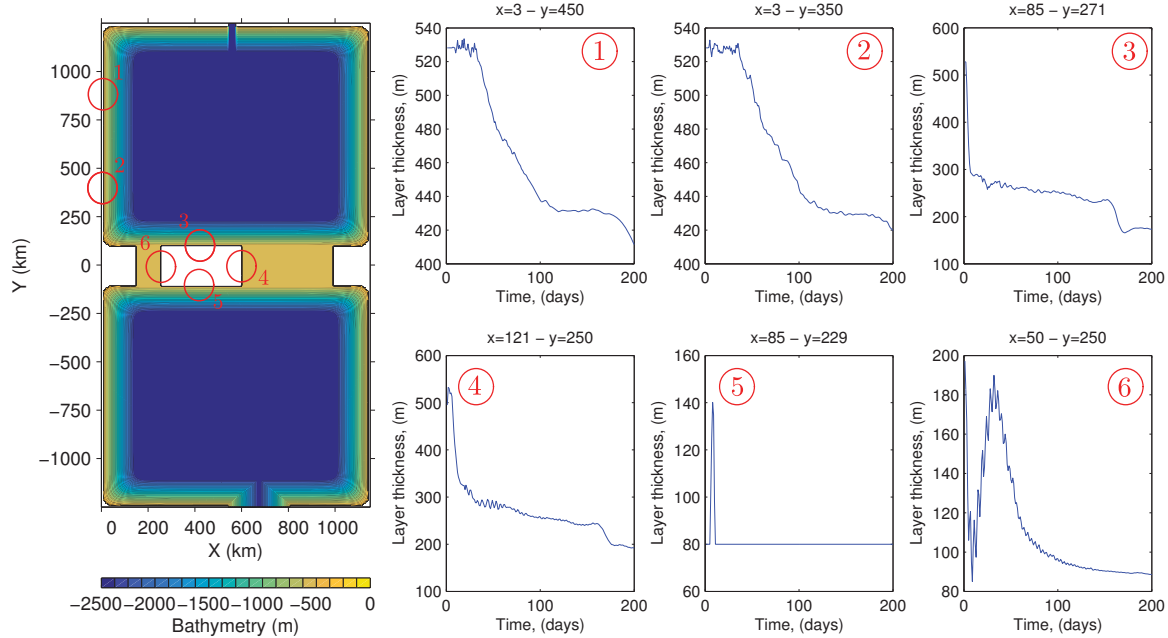 1000
750
500
250
0
−250
−500
−750
−1000
Y (km)
0 200 400 600 800 1000
X (km)
−2500 −2000 −1500 −1000 −500 0
Bathymetry (m)
1
2
3
6
4
5
x=3 − y=450
1
540
520
500
480
460
440
420
400
Layer thickness, (m)
0 100 200
Time, (days)
x=3 − y=350
2
540
520
500
480
460
440
420
400
Layer thickness, (m)
0 100 200
Time, (days)
x=85 − y=271
3
600
500
400
300
200
100
Layer thickness, (m)
0 100 200
Time, (days)
x=121 − y=250
4
600
500
400
300
200
100
Layer thickness, (m)
0 100 200
Time, (days)
x=85 − y=229
5
160
140
120
100
80
60
Layer thickness, (m)
0 100 200
Time, (days)
x=50 − y=250
6
200
180
160
140
120
100
80
Layer thickness, (m)
0 100 200
Time, (days)